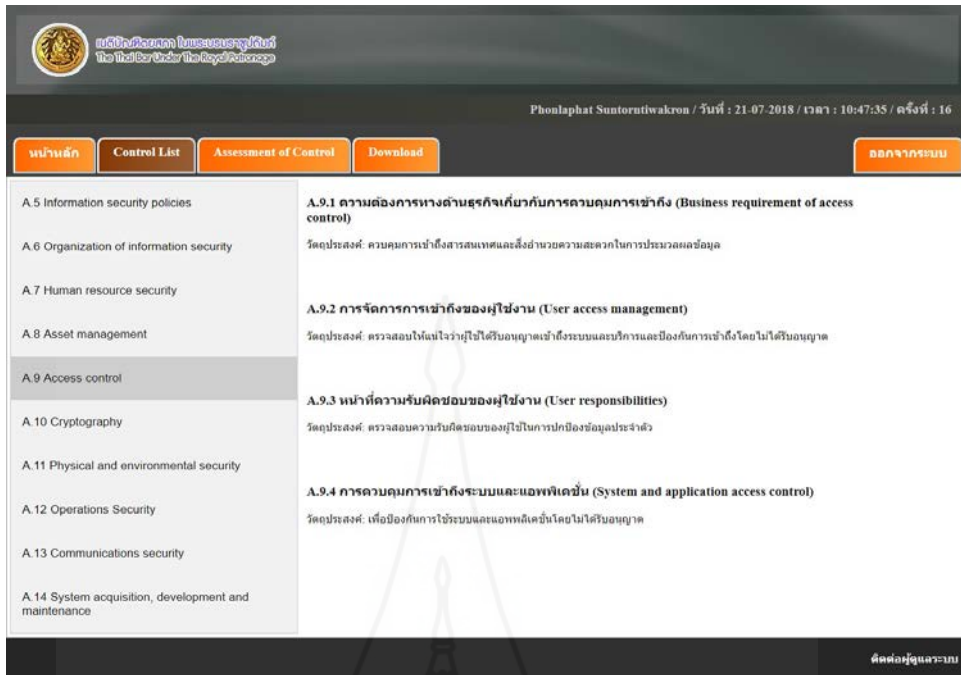 เนติบัณฑิตยสภา ในพระบรมราชูปถัมภ์
The Thai Bar Under The Royal Patronage
Phonlaphat Suntorntiwakron / วันที่ : 21-07-2018 / เวลา : 10:47:35 / ครั้งที่ : 16
หน้าหลัก
Control List
Assessment of Control
Download
ออกจากระบบ
A.5 Information security policies
A.6 Organization of information security
A.7 Human resource security
A.8 Asset management
A.9 Access control
A.10 Cryptography
A.11 Physical and environmental security
A.12 Operations Security
A.13 Communications security
A.14 System acquisition, development and
maintenance
A.9.1 ความต้องการทางด้านธุรกิจเกี่ยวกับการควบคุมการเข้าถึง (Business requirement of access
control)
วัตถุประสงค์: ควบคุมการเข้าถึงสารสนเทศและสิ่งอำนวยความสะดวกในการประมวลผลข้อมูล
A.9.2 การจัดการการเข้าถึงของผู้ใช้งาน (User access management)
วัตถุประสงค์: ตรวจสอบให้แน่ใจว่าผู้ใช้ได้รับอนุญาตเข้าถึงระบบและบริการและป้องกันการเข้าถึงโดยไม่ได้รับอนุญาต
A.9.3 หน้าที่ความรับผิดชอบของผู้ใช้งาน (User responsibilities)
วัตถุประสงค์: ตรวจสอบความรับผิดชอบของผู้ใช้ในการปกป้องข้อมูลประจำตัว
A.9.4 การควบคุมการเข้าถึงระบบและแอพพิเคชั่น (System and application access control)
วัตถุประสงค์: เพื่อป้องกันการใช้ระบบและแอพพลิเคชั่นโดยไม่ได้รับอนุญาต
ติดต่อผู้ดูแลระบบ